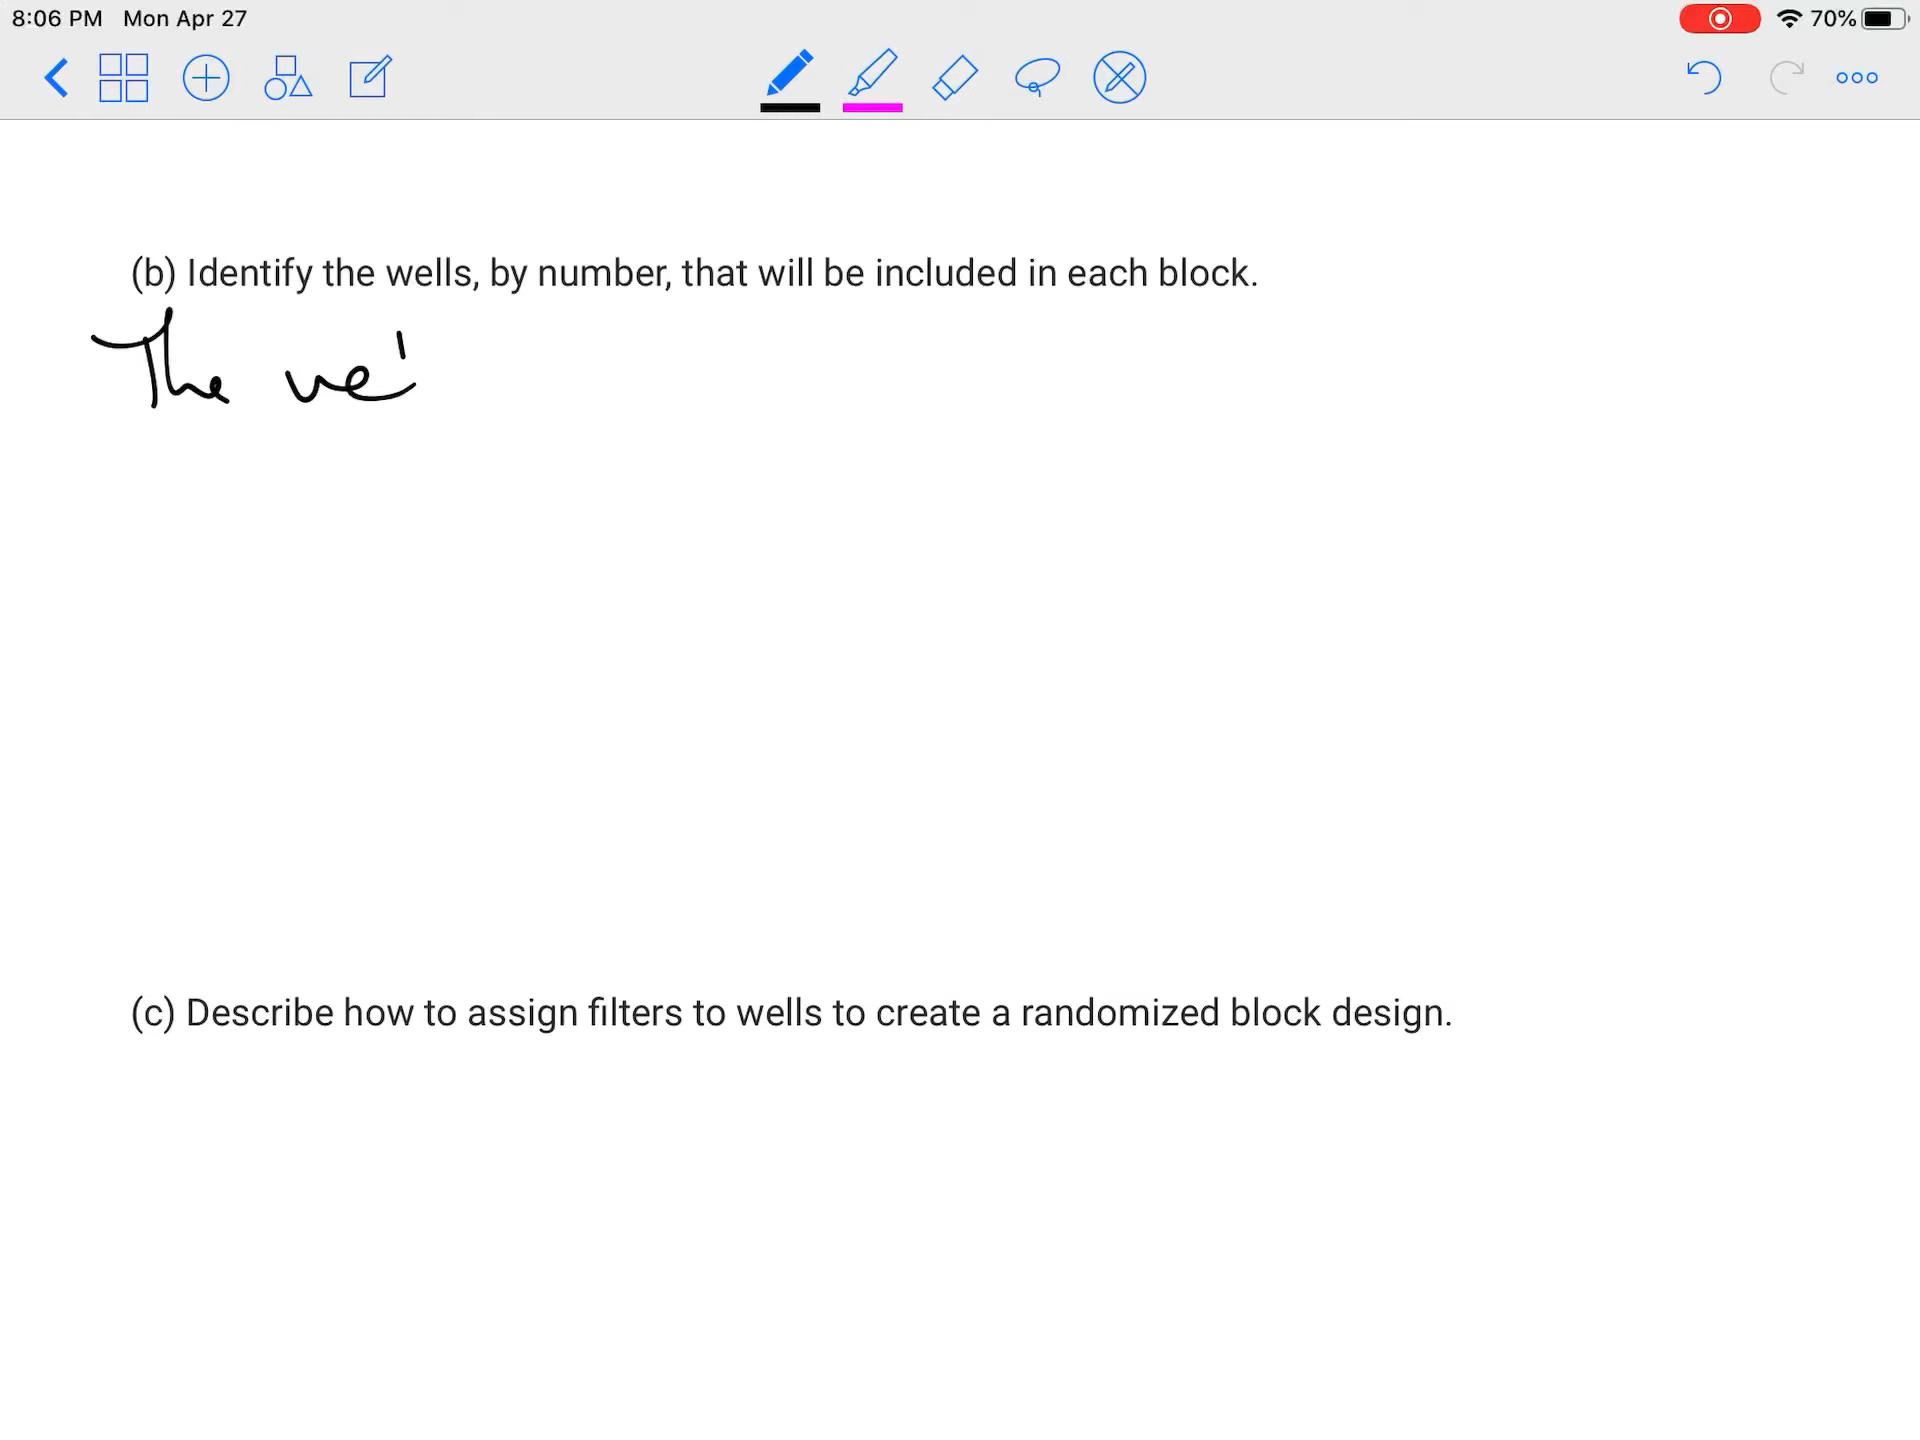 8:06 PM Mon Apr 27
70%
(b) Identify the wells, by number, that will be included in each block.
The
(c) Describe how to assign filters to wells to create a randomized block design.